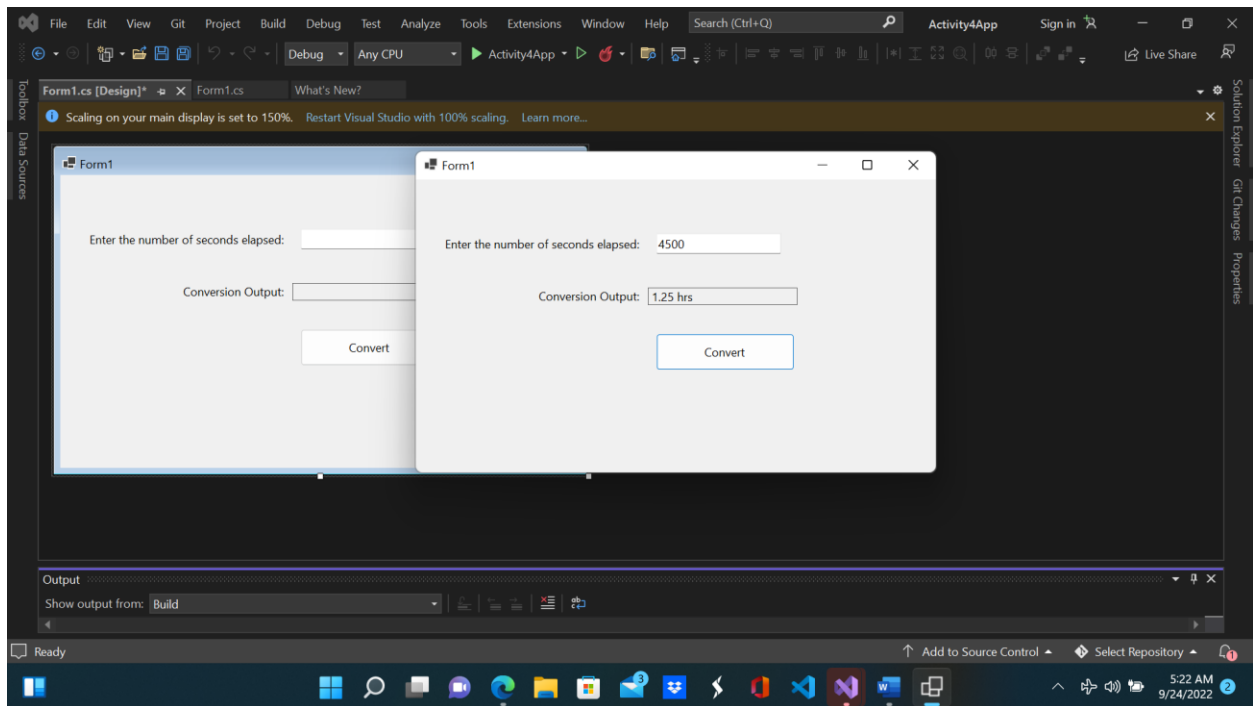 File Edit View Git Project Build Debug Test Analyze Tools Extensions Window Help Search (Ctrl+Q) Activity4App Sign in
Debug Any CPU Activity4App Live Share
Form1.cs [Design]* Form1.cs What's New?
Scaling on your main display is set to 150%. Restart Visual Studio with 100% scaling. Learn more...
Toolbox
Data Sources
Form1
Enter the number of seconds elapsed:
Conversion Output:
Convert
Form1
Enter the number of seconds elapsed: 4500
Conversion Output: 1.25 hrs
Convert
Solution Explorer
Git Changes
Properties
Output
Show output from: Build
Ready Add to Source Control Select Repository 1
3
5:22 AM
9/24/2022 2